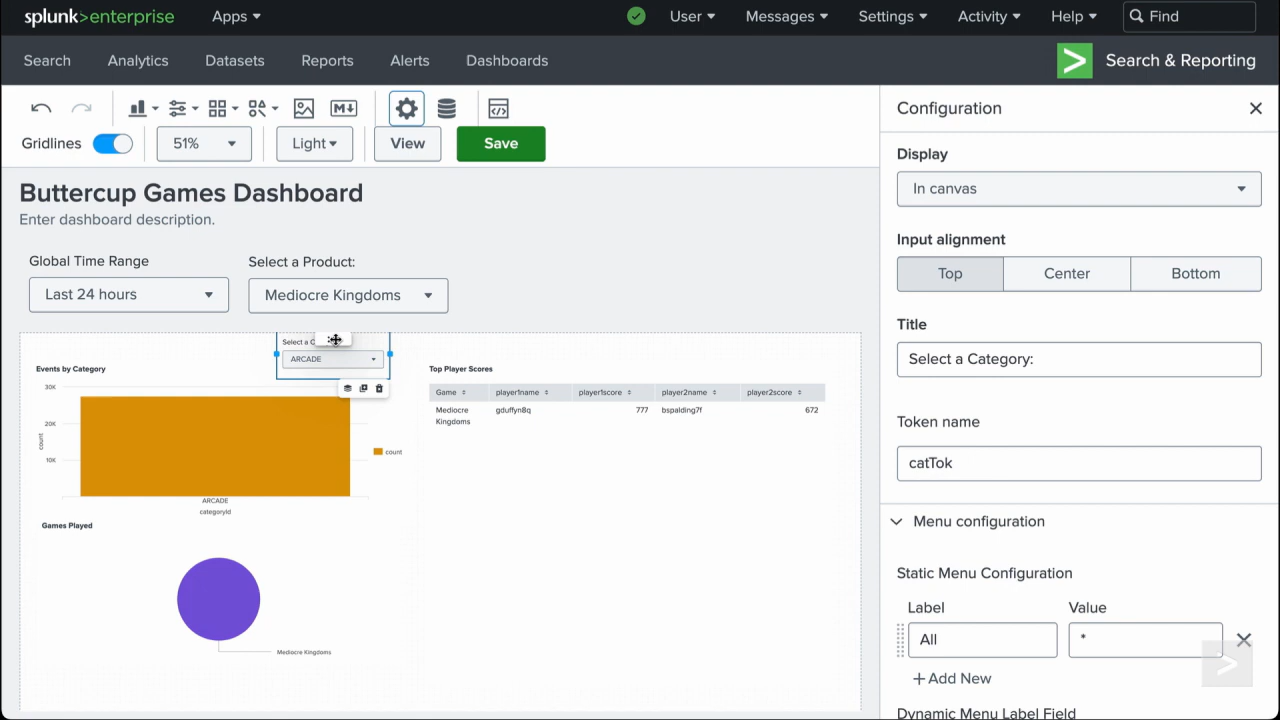 splunk>enterprise Apps User Messages Settings Activity Help Find
Search Analytics Datasets Reports Alerts Dashboards Search & Reporting
Gridlines 51% Light View Save
Buttercup Games Dashboard
Enter dashboard description.
Global Time Range Select a Product:
Last 24 hours Mediocre Kingdoms
Select a C
ARCADE
Events by Category
30K
20K
10K
count
count
ARCADE
categoryId
Top Player Scores
Game player1name player1score player2name player2score
Mediocre Kingdoms gduffyn8q 777 bspalding7f 672
Games Played
Mediocre Kingdoms
Configuration
Display
In canvas
Input alignment
Top Center Bottom
Title
Select a Category:
Token name
catTok
Menu configuration
Static Menu Configuration
Label Value
All *
+ Add New
Dynamic Menu Label Field